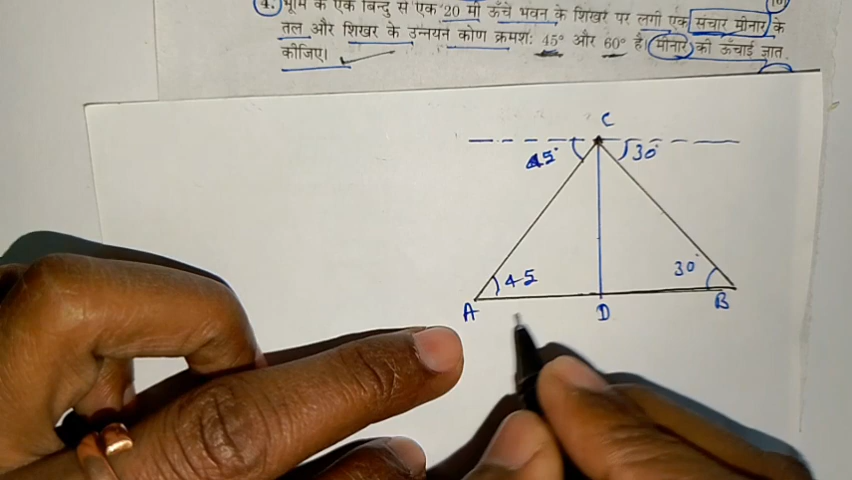 4. भूमि के एक बिन्दु से एक 20 मी ऊँचे भवन के शिखर पर लगी एक संचार मीनार के
तल और शिखर के उन्नयन कोण क्रमशः 45° और 60° है। मीनार की ऊँचाई ज्ञात
कीजिए।
C
45° 30°
45 30°
A D B